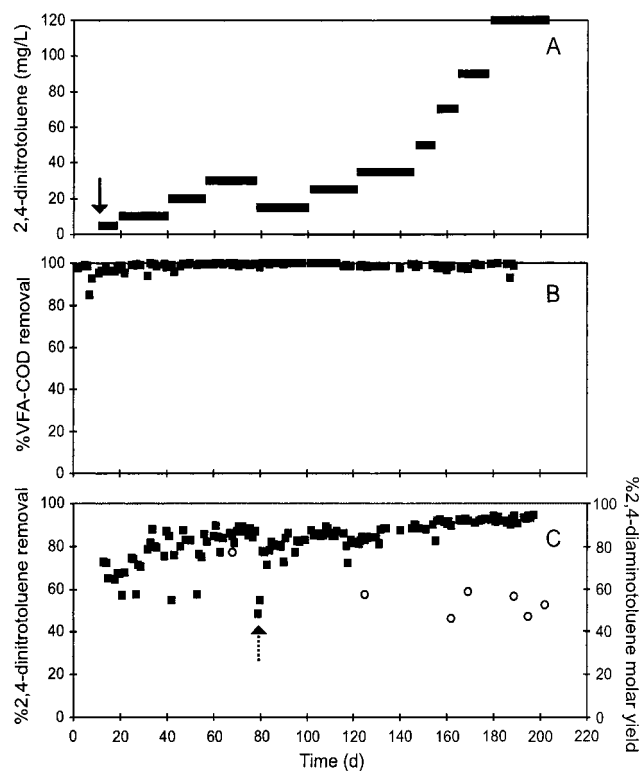 2,4-dinitrotoluene (mg/L)
120
100
80
60
40
20
0
A
%VFA-COD removal
100
80
60
40
20
0
B
%2,4-dinitrotoluene removal
100
80
60
40
20
0
C
100
80
60
40
20
0
%2,4-diaminotoluene molar yield
0 20 40 60 80 100 120 140 160 180 200 220
Time (d)